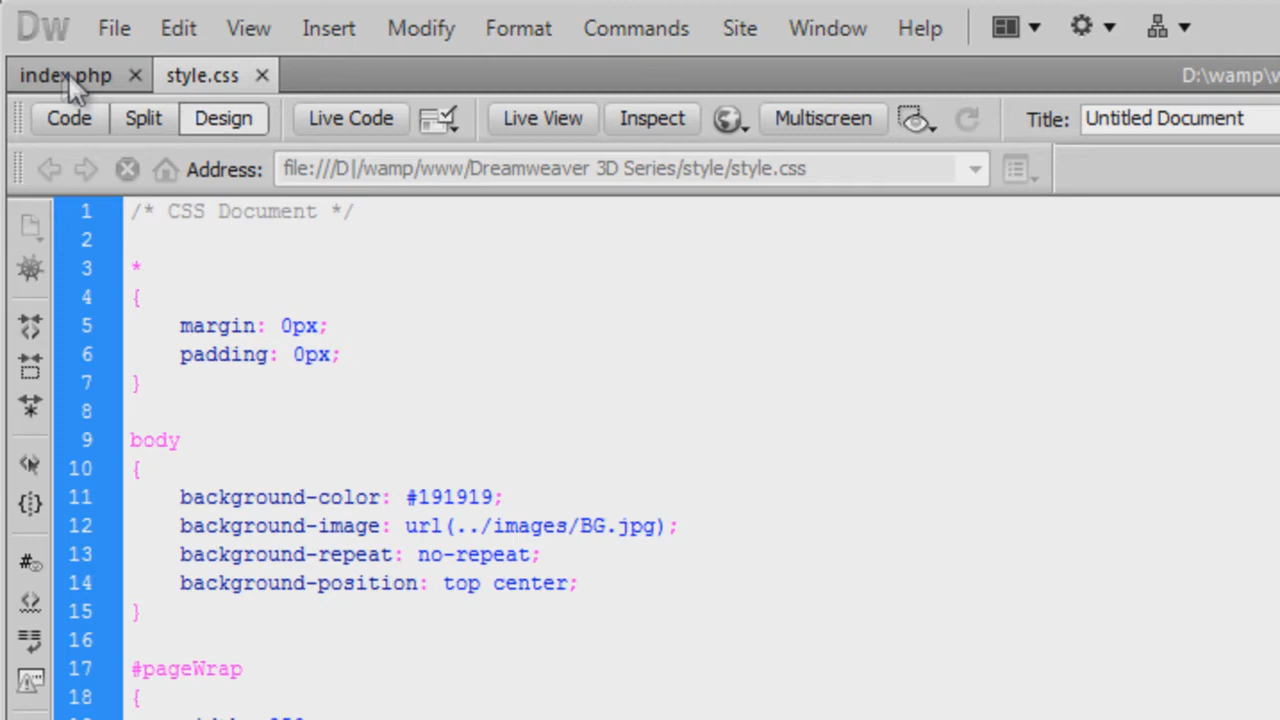 Dw File Edit View Insert Modify Format Commands Site Window Help
index.php style.css D:\wamp\
Code Split Design Live Code Live View Inspect Multiscreen Title: Untitled Document
Address: file:///D|/wamp/www/Dreamweaver 3D Series/style/style.css
1 /* CSS Document */
2
3 *
4 {
5 margin: 0px;
6 padding: 0px;
7 }
8
9 body
10 {
11 background-color: #191919;
12 background-image: url(../images/BG.jpg);
13 background-repeat: no-repeat;
14 background-position: top center;
15 }
16
17 #pageWrap
18 {